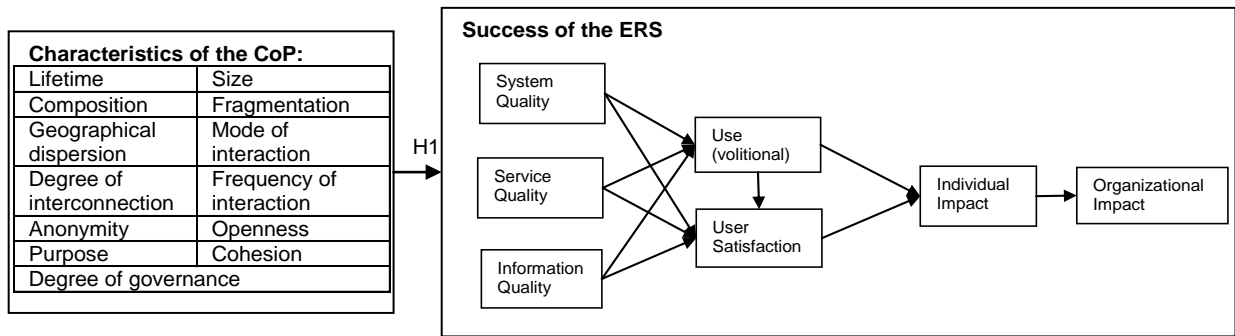 Characteristics of the CoP:
Lifetime
Size
Composition
Fragmentation
Geographical
dispersion
Mode of
interaction
Degree of
interconnection
Frequency of
interaction
Anonymity
Openness
Purpose
Cohesion
Degree of governance
H1
Success of the ERS
System
Quality
Service
Quality
Information
Quality
Use
(volitional)
User
Satisfaction
Individual
Impact
Organizational
Impact